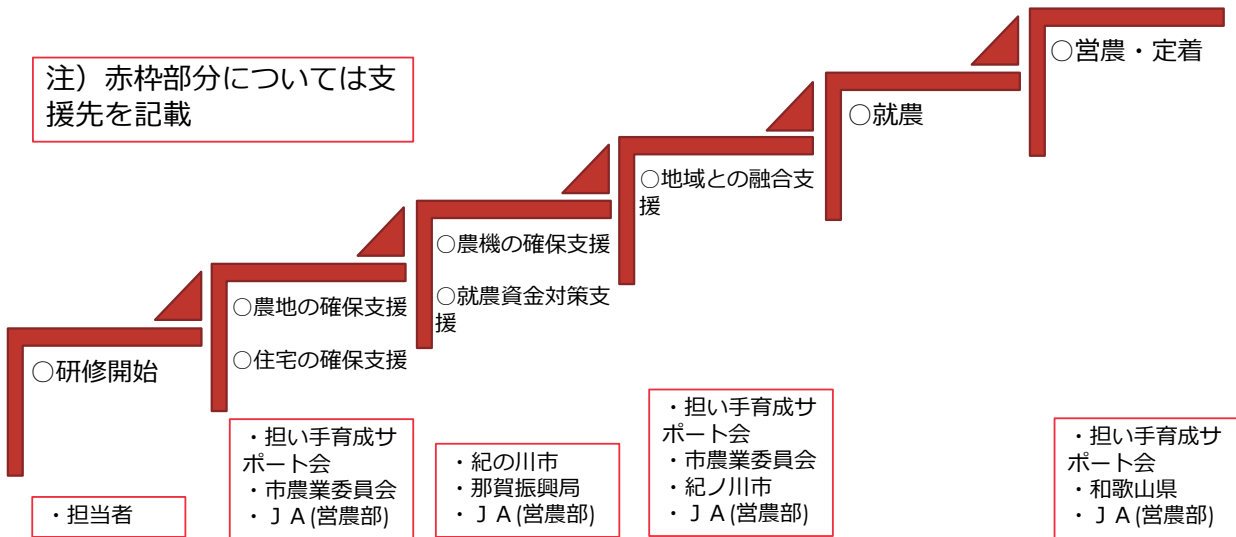 注）赤枠部分については支
援先を記載
○営農・定着
○就農
○地域との融合支
援
○農機の確保支援
○就農資金対策支
援
○農地の確保支援
○住宅の確保支援
○研修開始
・担当者
・担い手育成サ
ポート会
・市農業委員会
・ＪＡ(営農部)
・紀の川市
・那賀振興局
・ＪＡ(営農部)
・担い手育成サ
ポート会
・市農業委員会
・紀ノ川市
・ＪＡ(営農部)
・担い手育成サ
ポート会
・和歌山県
・ＪＡ(営農部)